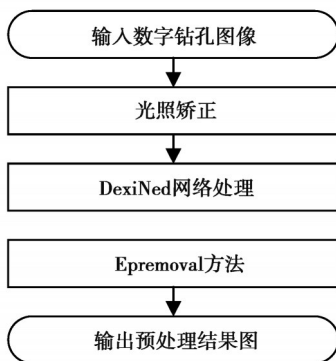 输入数字钻孔图像
光照矫正
DexiNed网络处理
Epremoval方法
输出预处理结果图